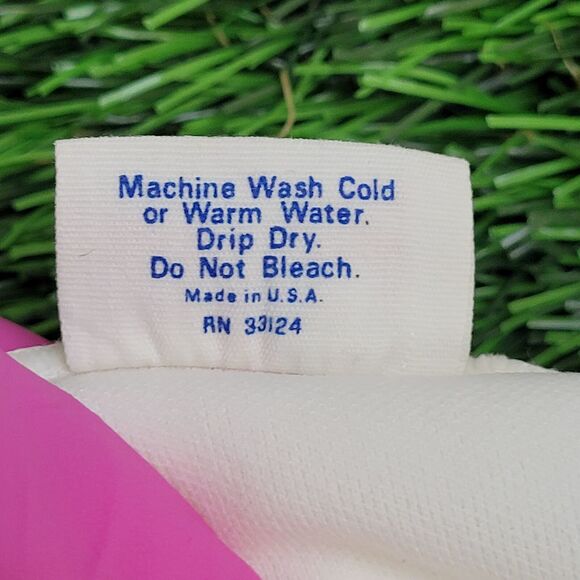 Machine Wash Cold
or Warm Water.
Drip Dry.
Do Not Bleach.
Made in U.S.A.
RN 33124